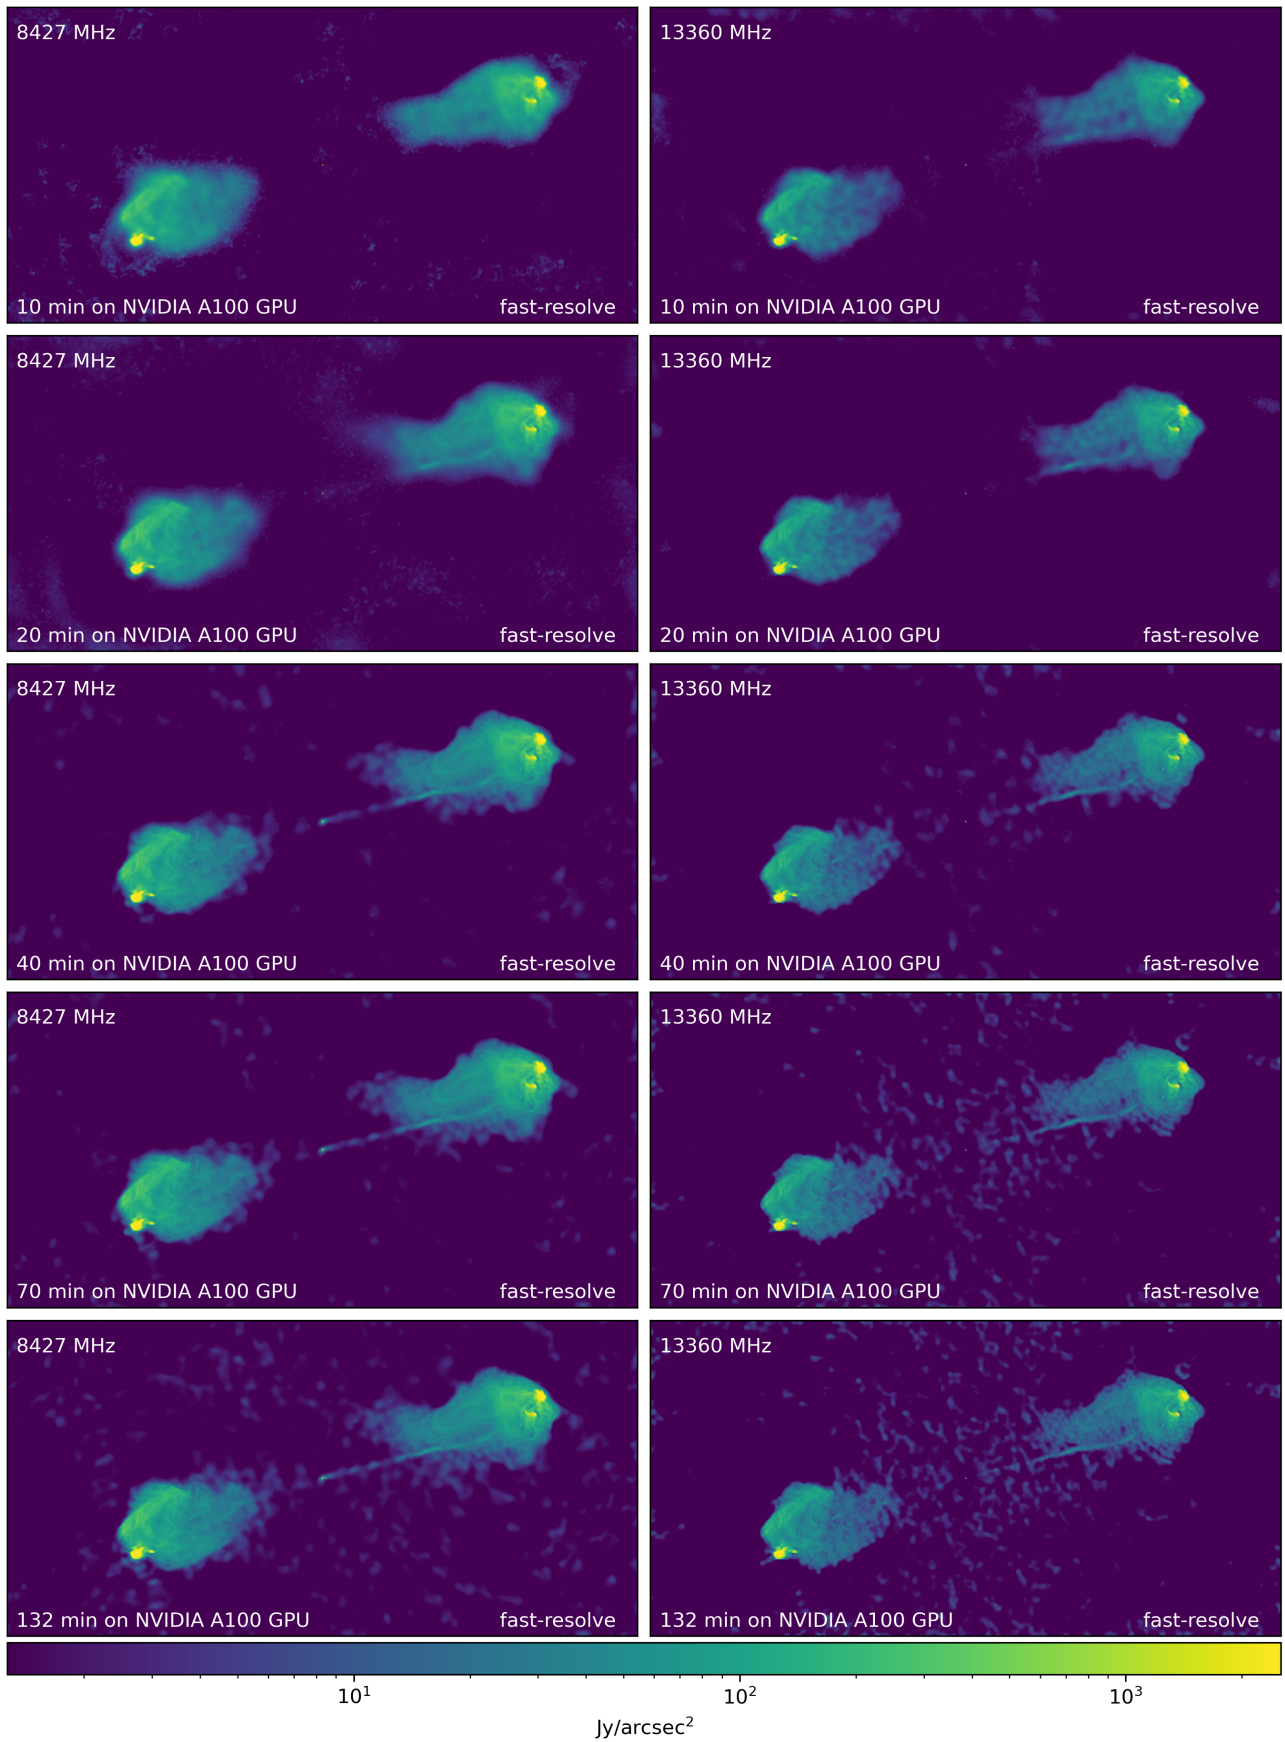 8427 MHz
13360 MHz
10 min on NVIDIA A100 GPU
fast-resolve
10 min on NVIDIA A100 GPU
fast-resolve
8427 MHz
13360 MHz
20 min on NVIDIA A100 GPU
fast-resolve
20 min on NVIDIA A100 GPU
fast-resolve
8427 MHz
13360 MHz
40 min on NVIDIA A100 GPU
fast-resolve
40 min on NVIDIA A100 GPU
fast-resolve
8427 MHz
13360 MHz
70 min on NVIDIA A100 GPU
fast-resolve
70 min on NVIDIA A100 GPU
fast-resolve
8427 MHz
13360 MHz
132 min on NVIDIA A100 GPU
fast-resolve
132 min on NVIDIA A100 GPU
fast-resolve
10¹
10²
10³
Jy/arcsec²